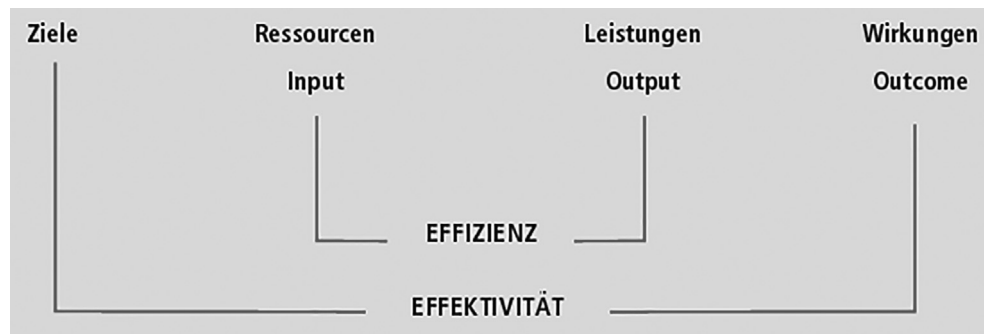 Ziele Ressourcen Leistungen Wirkungen
Input Output Outcome
EFFIZIENZ
EFFEKTIVITÄT